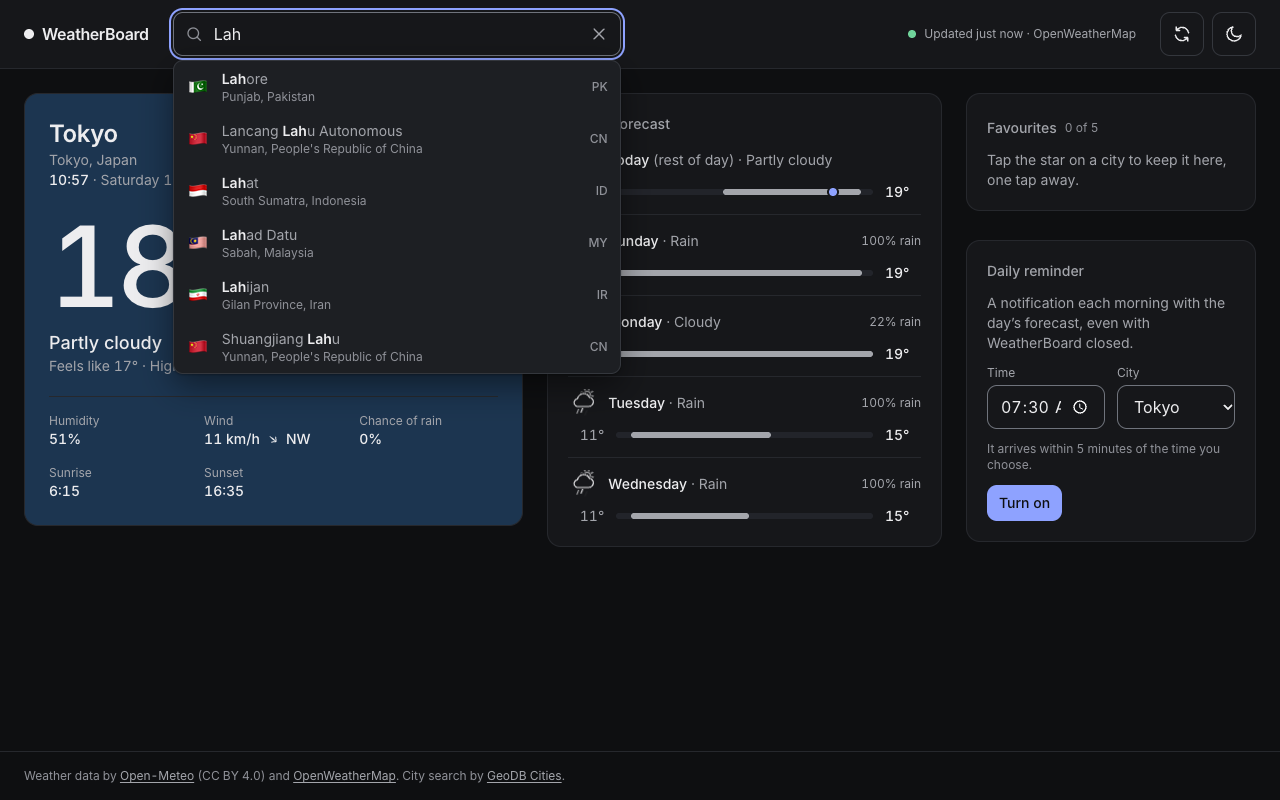 WeatherBoard
Lah
Updated just now · OpenWeatherMap
Lahore
Punjab, Pakistan
PK
Lancang Lahu Autonomous
Yunnan, People's Republic of China
CN
Lahat
South Sumatra, Indonesia
ID
Lahad Datu
Sabah, Malaysia
MY
Lahijan
Gilan Province, Iran
IR
Shuangjiang Lahu
Yunnan, People's Republic of China
CN
Tokyo
Tokyo, Japan
10:57 · Saturday 1
18
Partly cloudy
Feels like 17° ·
Humidity
51%
Wind
11 km/h ↘ NW
Chance of rain
0%
Sunrise
6:15
Sunset
16:35
orecast
oday (rest of day) · Partly cloudy
19°
unday · Rain
100% rain
19°
onday · Cloudy
22% rain
19°
Tuesday · Rain
100% rain
11°
15°
Wednesday · Rain
100% rain
11°
15°
Favourites 0 of 5
Tap the star on a city to keep it here,
one tap away.
Daily reminder
A notification each morning with the
day’s forecast, even with
WeatherBoard closed.
Time
City
07:30
Tokyo
It arrives within 5 minutes of the time you
choose.
Turn on
Weather data by Open-Meteo (CC BY 4.0) and OpenWeatherMap. City search by GeoDB Cities.